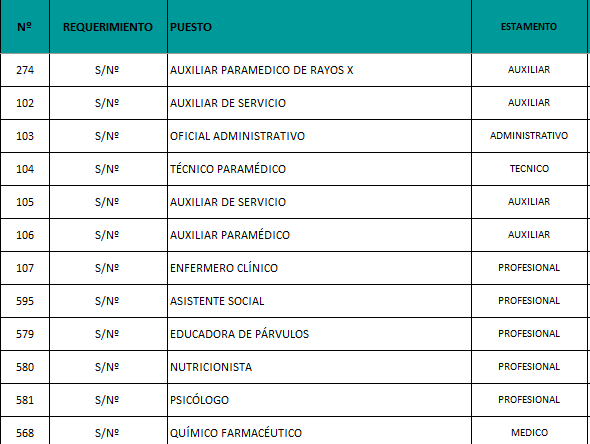 Nº REQUERIMIENTO PUESTO ESTAMENTO
274 S/Nº AUXILIAR PARAMEDICO DE RAYOS X AUXILIAR
102 S/Nº AUXILIAR DE SERVICIO AUXILIAR
103 S/Nº OFICIAL ADMINISTRATIVO ADMINISTRATIVO
104 S/Nº TÉCNICO PARAMÉDICO TECNICO
105 S/Nº AUXILIAR DE SERVICIO AUXILIAR
106 S/Nº AUXILIAR PARAMÉDICO AUXILIAR
107 S/Nº ENFERMERO CLÍNICO PROFESIONAL
595 S/Nº ASISTENTE SOCIAL PROFESIONAL
579 S/Nº EDUCADORA DE PÁRVULOS PROFESIONAL
580 S/Nº NUTRICIONISTA PROFESIONAL
581 S/Nº PSICÓLOGO PROFESIONAL
568 S/Nº QUÍMICO FARMACÉUTICO MEDICO